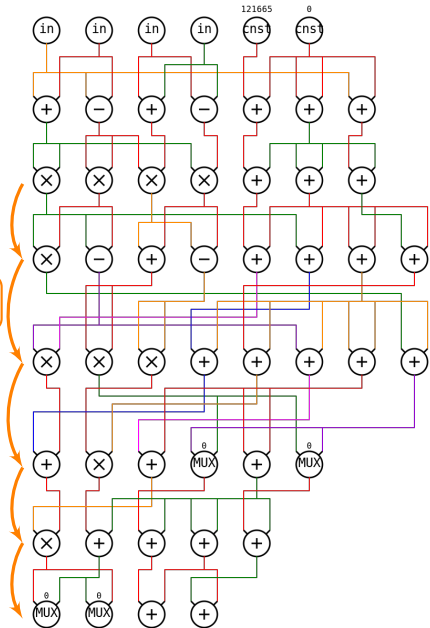 121665 0
in in in in cnst cnst
+ − + − + + +
× × × × + + +
× − + − + + + +
× × × + + + +
0 0
+ × + MUX + MUX
× + + + +
0 0
MUX MUX + +